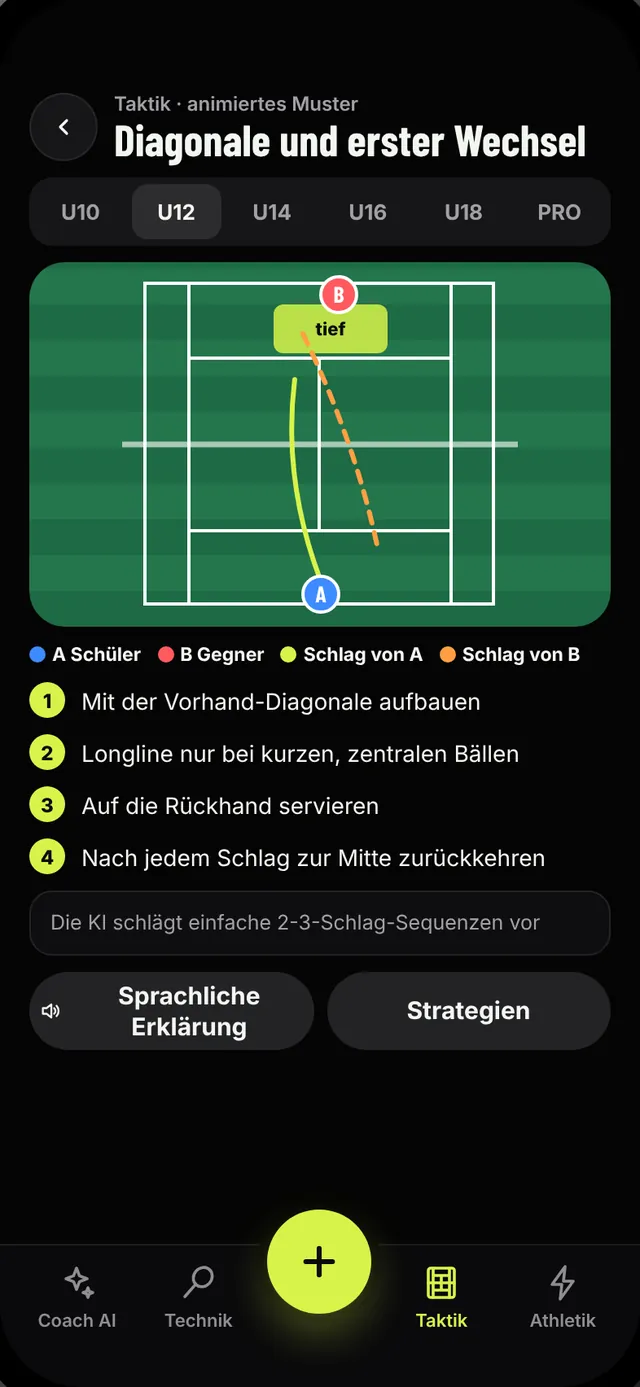 Taktik · animiertes Muster
Diagonale und erster Wechsel
U10 U12 U14 U16 U18 PRO
B
tief
A
A Schüler B Gegner Schlag von A Schlag von B
1 Mit der Vorhand-Diagonale aufbauen
2 Longline nur bei kurzen, zentralen Bällen
3 Auf die Rückhand servieren
4 Nach jedem Schlag zur Mitte zurückkehren
Die KI schlägt einfache 2-3-Schlag-Sequenzen vor
Sprachliche
Erklärung
Strategien
Coach AI Technik Taktik Athletik